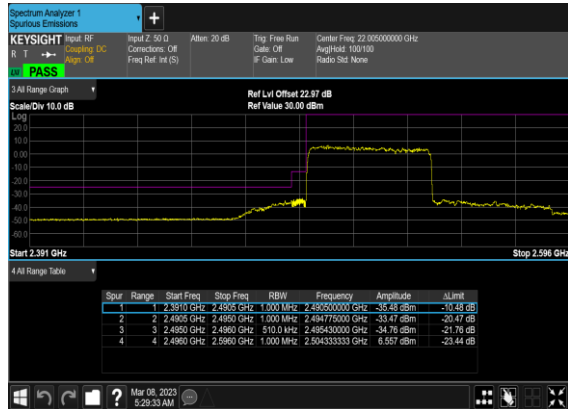 Spectrum Analyzer 1
Spurious Emissions
KEYSIGHT Input: RF Input Z: 50 Ω Atten: 20 dB Trig: Free Run Center Freq: 22.005000000 GHz
R T Coupling: DC Corrections: Off Gate: Off Avg|Hold: 100/100
Align: Off Freq Ref: Int (S) IF Gain: Low Radio Std: None
PASS
3 All Range Graph
Ref Lvl Offset 22.97 dB
Scale/Div 10.0 dB Ref Value 30.00 dBm
Log
20.0
10.0
0.00
-10.0
-20.0
-30.0
-40.0
-50.0
-60.0
Start 2.391 GHz Stop 2.596 GHz
4 All Range Table
Spur Range Start Freq Stop Freq RBW Frequency Amplitude ΔLimit
1 1 2.3910 GHz 2.4905 GHz 1.000 MHz 2.490500000 GHz -35.48 dBm -10.48 dB
2 2 2.4905 GHz 2.4950 GHz 1.000 MHz 2.494775000 GHz -33.47 dBm -20.47 dB
3 3 2.4950 GHz 2.4960 GHz 510.0 kHz 2.495430000 GHz -34.76 dBm -21.76 dB
4 4 2.4960 GHz 2.5960 GHz 1.000 MHz 2.504333333 GHz 6.557 dBm -23.44 dB
?
Mar 08, 2023
5:29:33 AM